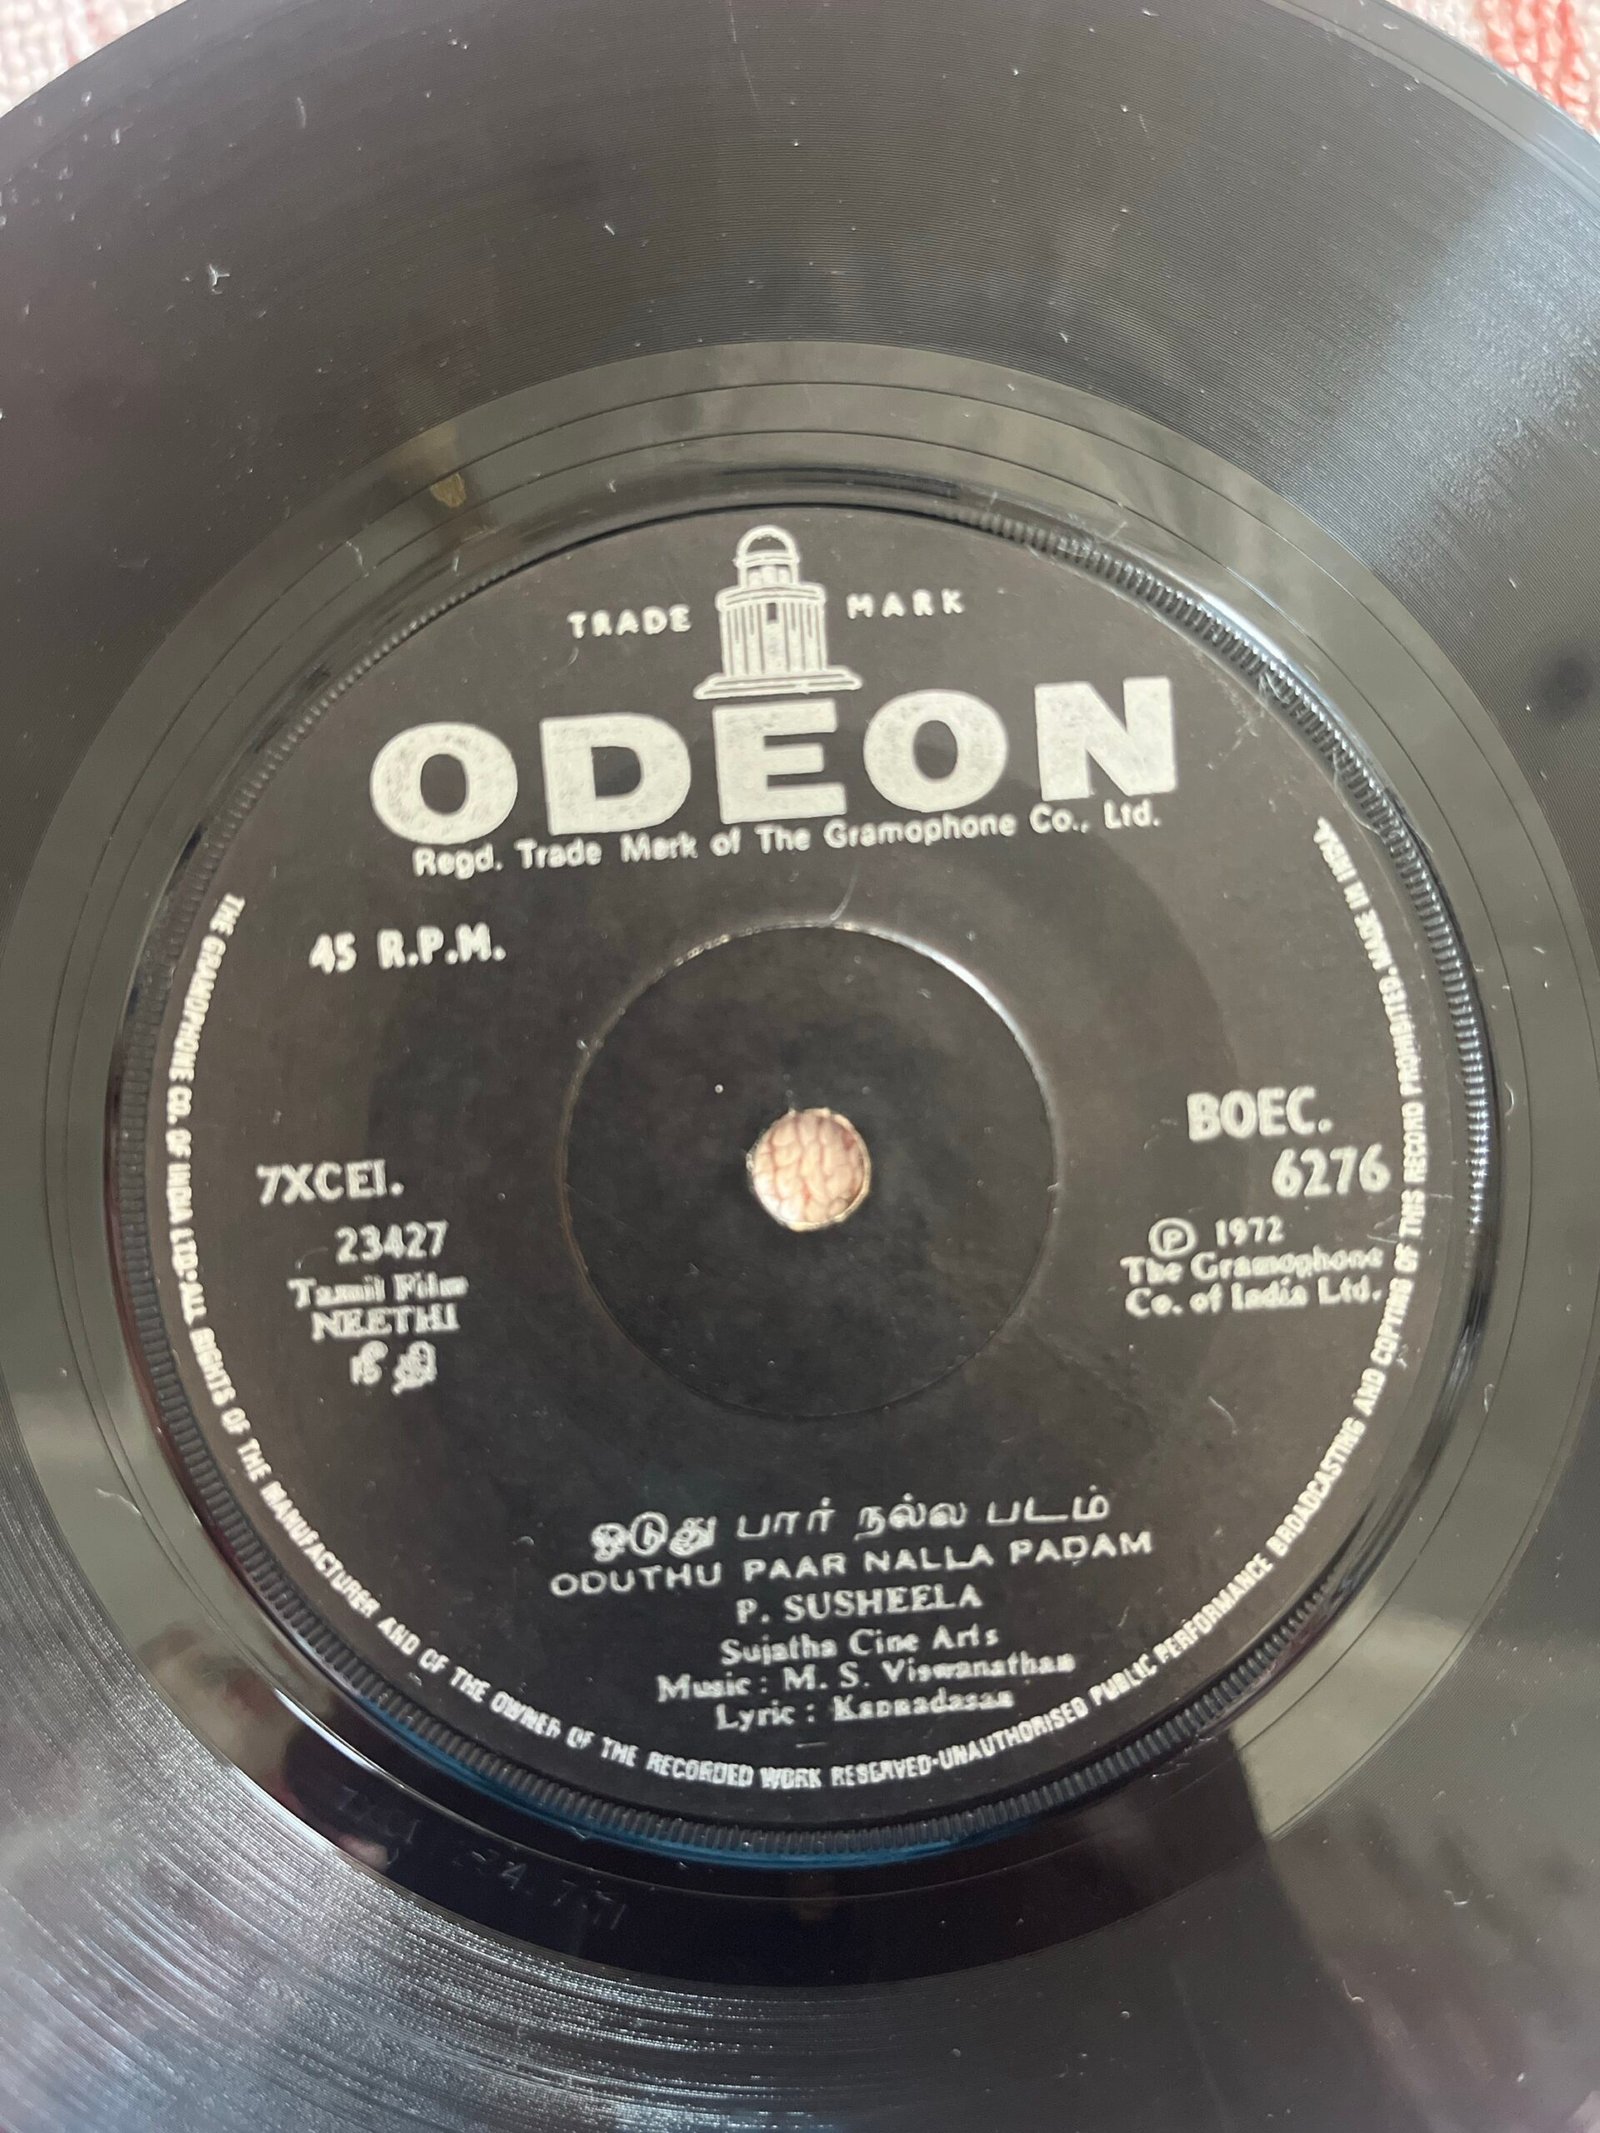 TRADE MARK
ODEON
Regd. Trade Mark of The Gramophone Co., Ltd.
45 R.P.M.
7XCEI.
23427
Tamil Film
NEETHI
நீதி
BOEC.
6276
Ⓟ 1972
The Gramophone
Co. of India Ltd.
ஓடுது பார் நல்ல படம்
ODUTHU PAAR NALLA PADAM
P. SUSHEELA
Sujatha Cine Arts
Music : M. S. Viswanathan
Lyric : Kannadasan
THE GRAMOPHONE CO. OF INDIA LTD.·ALL RIGHTS OF THE MANUFACTURER AND OF THE OWNER OF THE RECORDED WORK RESERVED·UNAUTHORISED PUBLIC PERFORMANCE BROADCASTING AND COPYING OF THIS RECORD PROHIBITED. MADE IN INDIA.